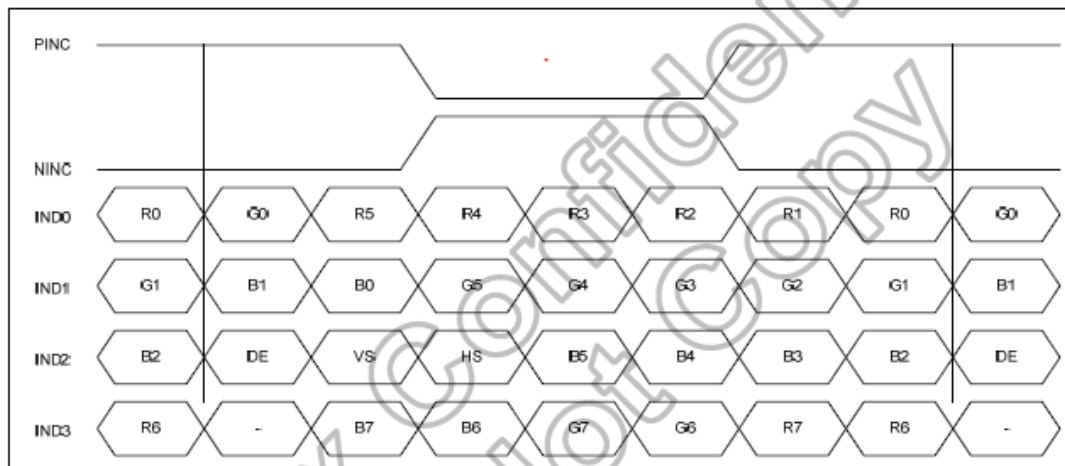 PINC
NINC
IND0 R0 G0 R5 R4 R3 R2 R1 R0 G0
IND1 G1 B1 B0 G5 G4 G3 G2 G1 B1
IND2 B2 DE VS HS B5 B4 B3 B2 DE
IND3 R6 - B7 B6 G7 G6 R7 R6 -
Copy